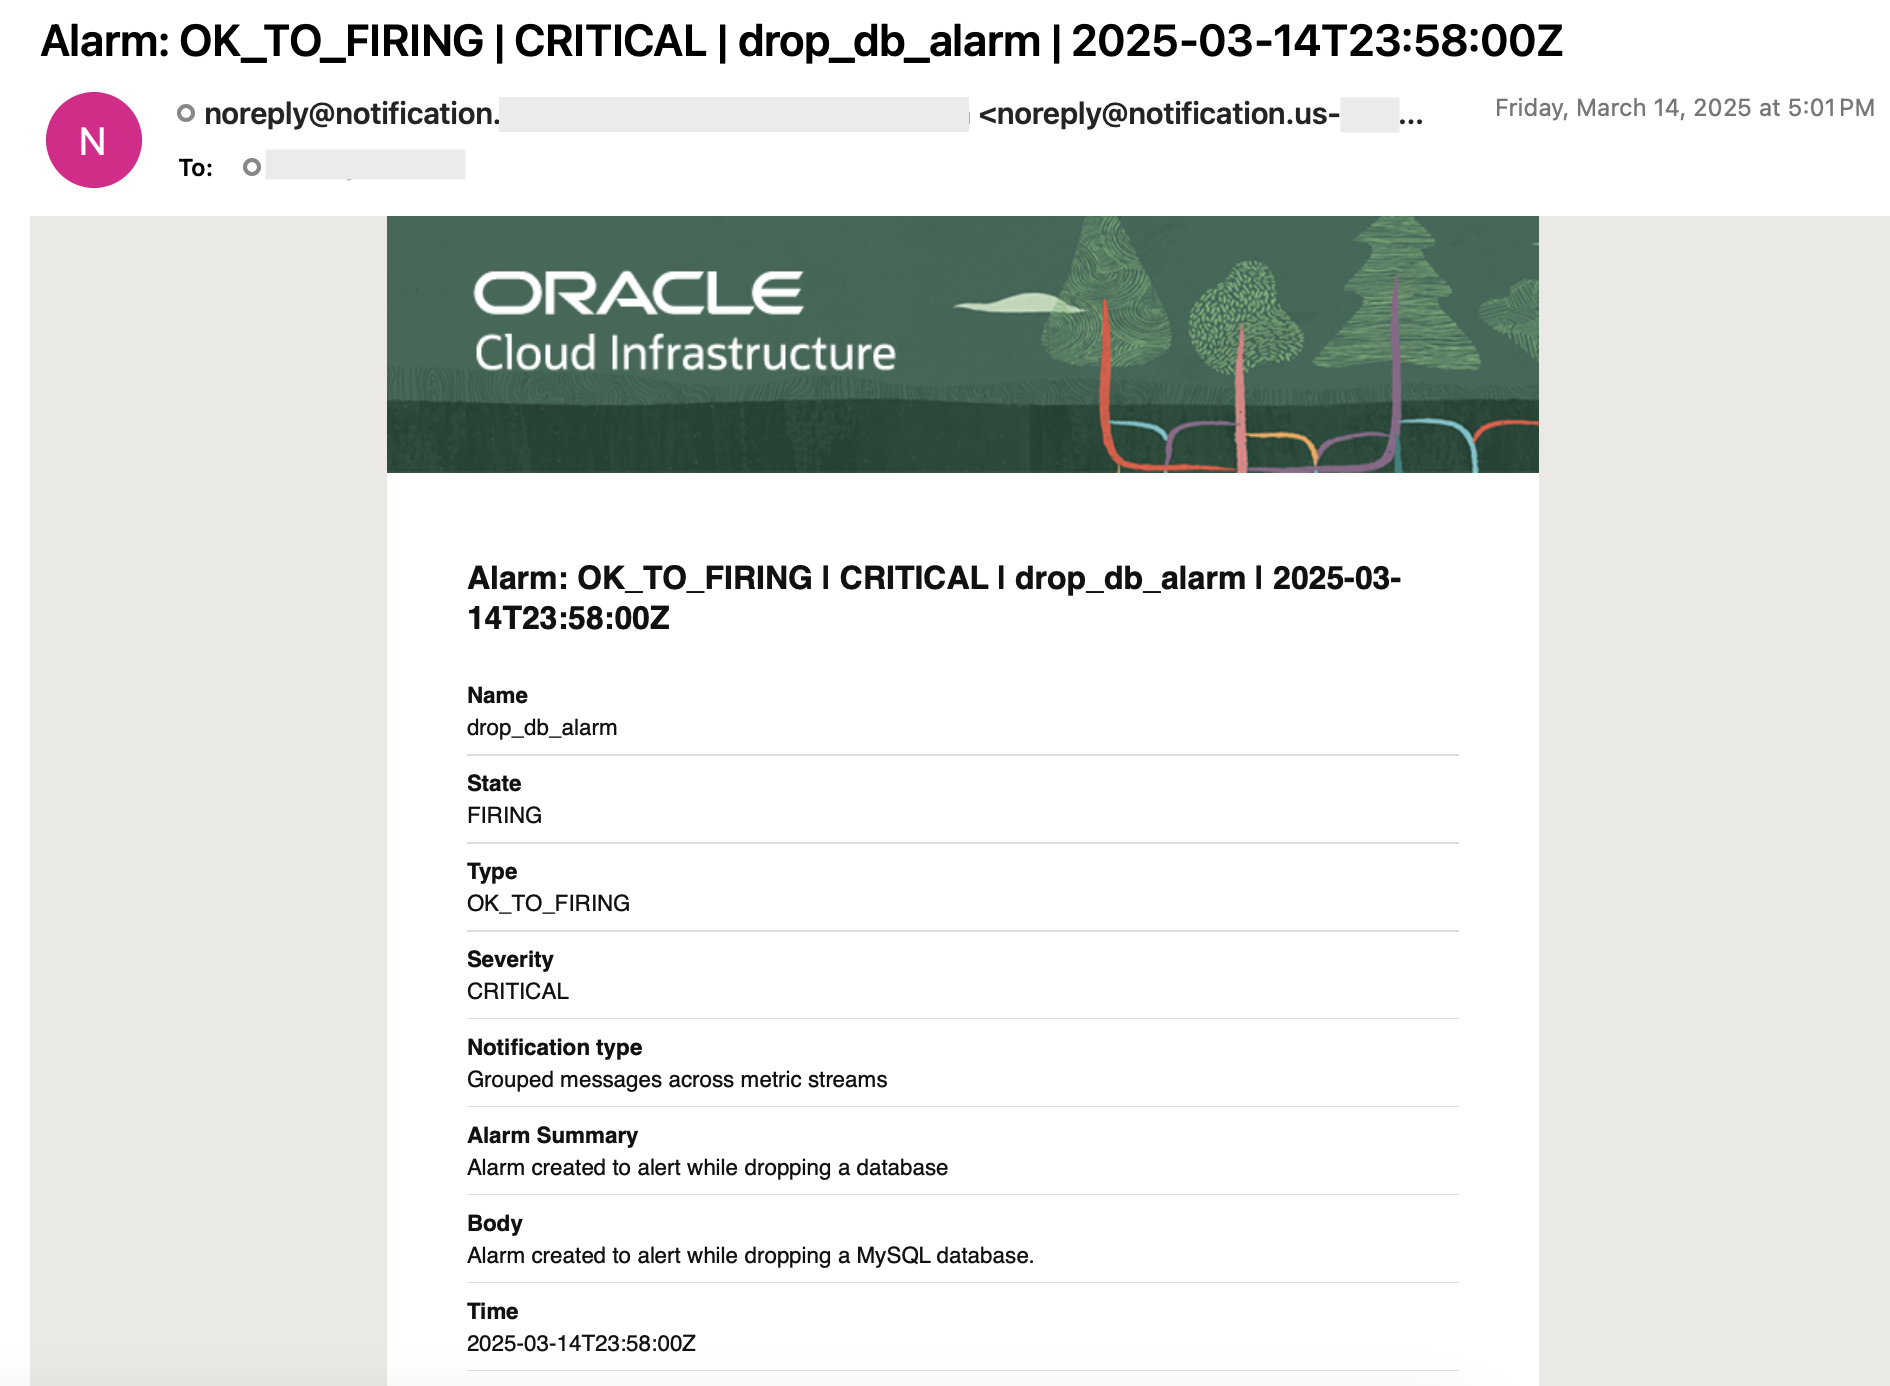 Alarm: OK_TO_FIRING | CRITICAL | drop_db_alarm | 2025-03-14T23:58:00Z
N
noreply@notification. <noreply@notification.us- ...
Friday, March 14, 2025 at 5:01 PM
To:
ORACLE
Cloud Infrastructure
Alarm: OK_TO_FIRING | CRITICAL | drop_db_alarm | 2025-03-
14T23:58:00Z
Name
drop_db_alarm
State
FIRING
Type
OK_TO_FIRING
Severity
CRITICAL
Notification type
Grouped messages across metric streams
Alarm Summary
Alarm created to alert while dropping a database
Body
Alarm created to alert while dropping a MySQL database.
Time
2025-03-14T23:58:00Z